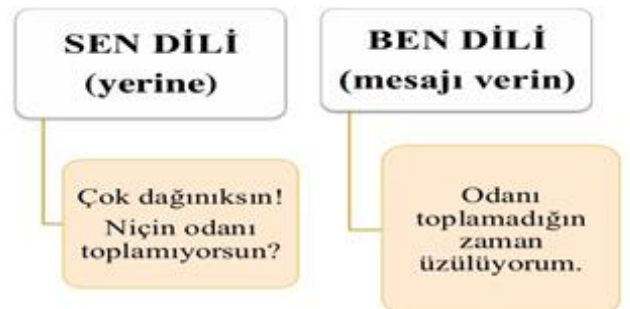 SEN DİLİ
(yerine)
Çok dağınıksın!
Niçin odanı
toplamıyorsun?
BEN DİLİ
(mesajı verin)
Odanı
toplamadığın
zaman
üzülüyorum.